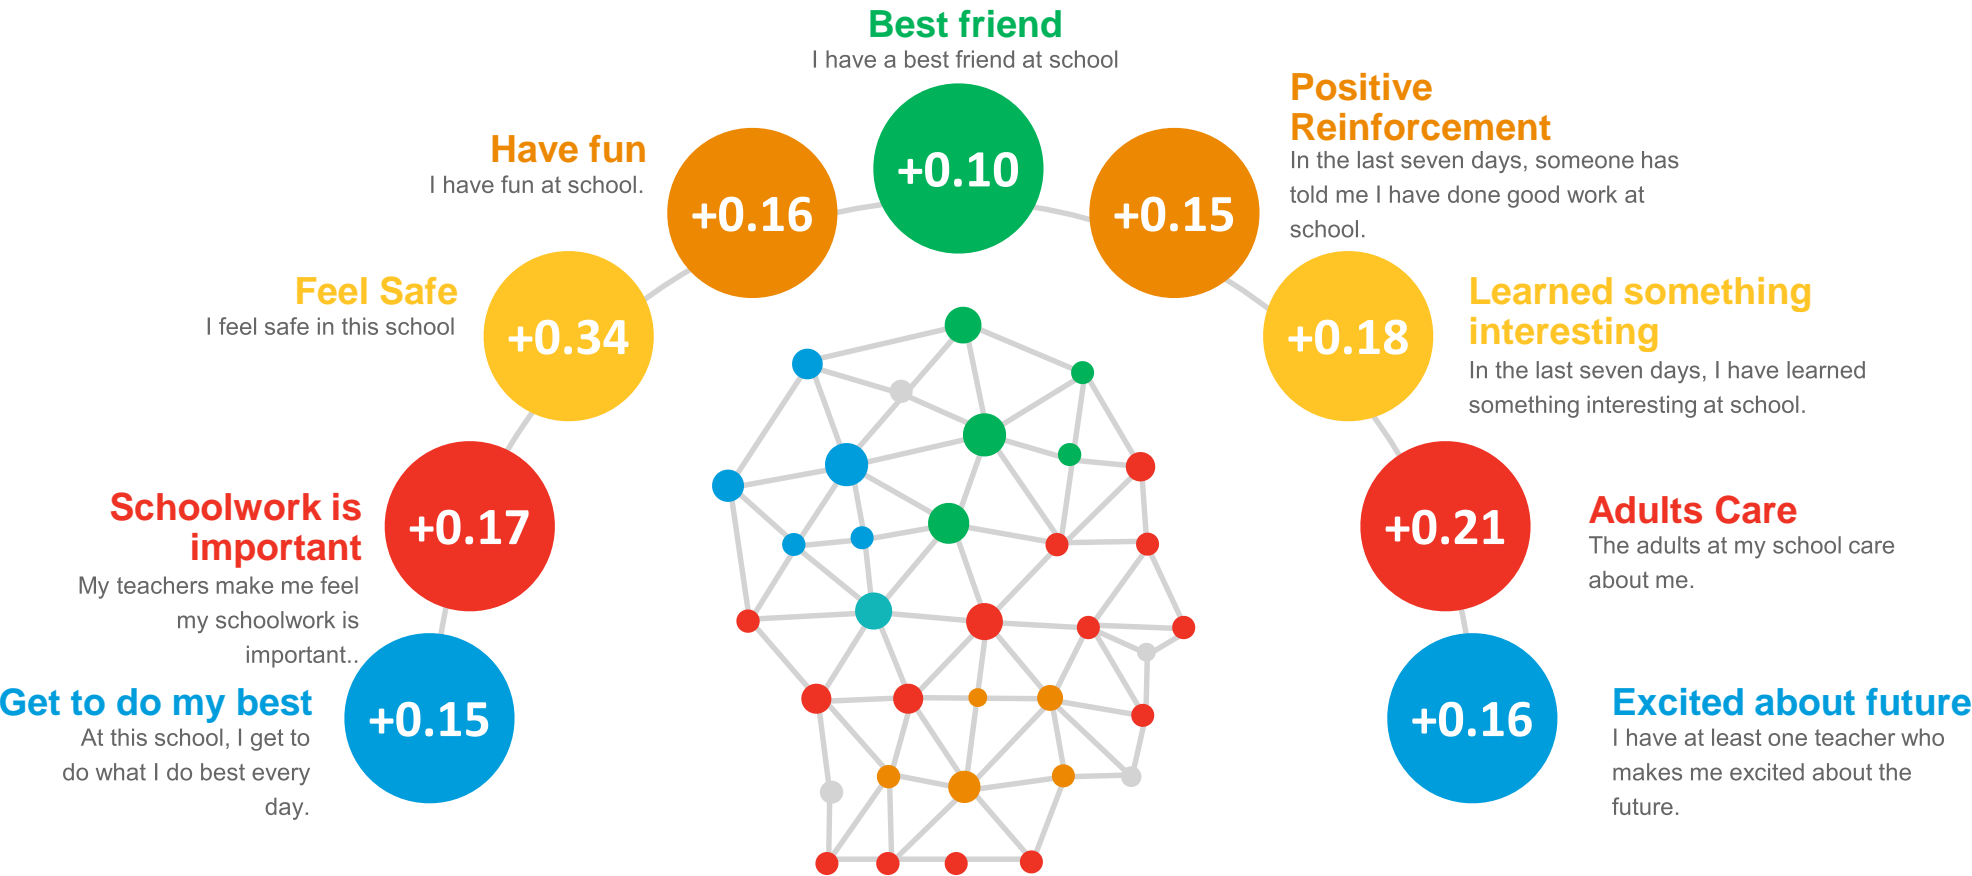 Best friend
I have a best friend at school
+0.10
Have fun
I have fun at school.
+0.16
Positive
Reinforcement
In the last seven days, someone has
told me I have done good work at
school.
+0.15
Feel Safe
I feel safe in this school
+0.34
Learned something
interesting
In the last seven days, I have learned
something interesting at school.
+0.18
Schoolwork is
important
My teachers make me feel
my schoolwork is
important..
+0.17
Adults Care
The adults at my school care
about me.
+0.21
Get to do my best
At this school, I get to
do what I do best every
day.
+0.15
Excited about future
I have at least one teacher who
makes me excited about the
future.
+0.16